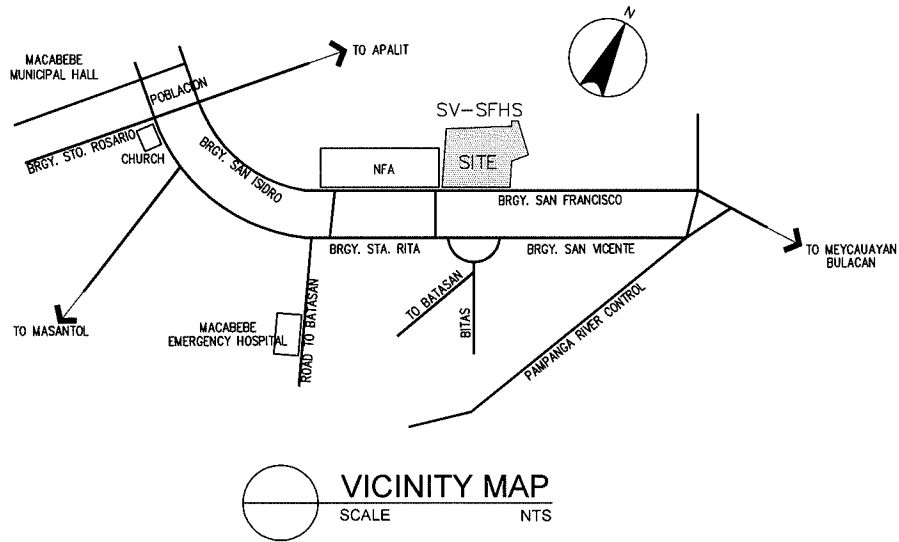 N
TO APALIT
MACABEBE
MUNICIPAL HALL
POBLACION
SV-SFHS
SITE
BRGY. STO. ROSARIO
CHURCH
BRGY. SAN ISIDRO
NFA
BRGY. SAN FRANCISCO
BRGY. STA. RITA
BRGY. SAN VICENTE
TO MEYCAUAYAN
BULACAN
TO MASANTOL
MACABEBE
EMERGENCY HOSPITAL
ROAD TO BATASAN
TO BATASAN
BITAS
PAMPANGA RIVER CONTROL
VICINITY MAP
SCALE NTS